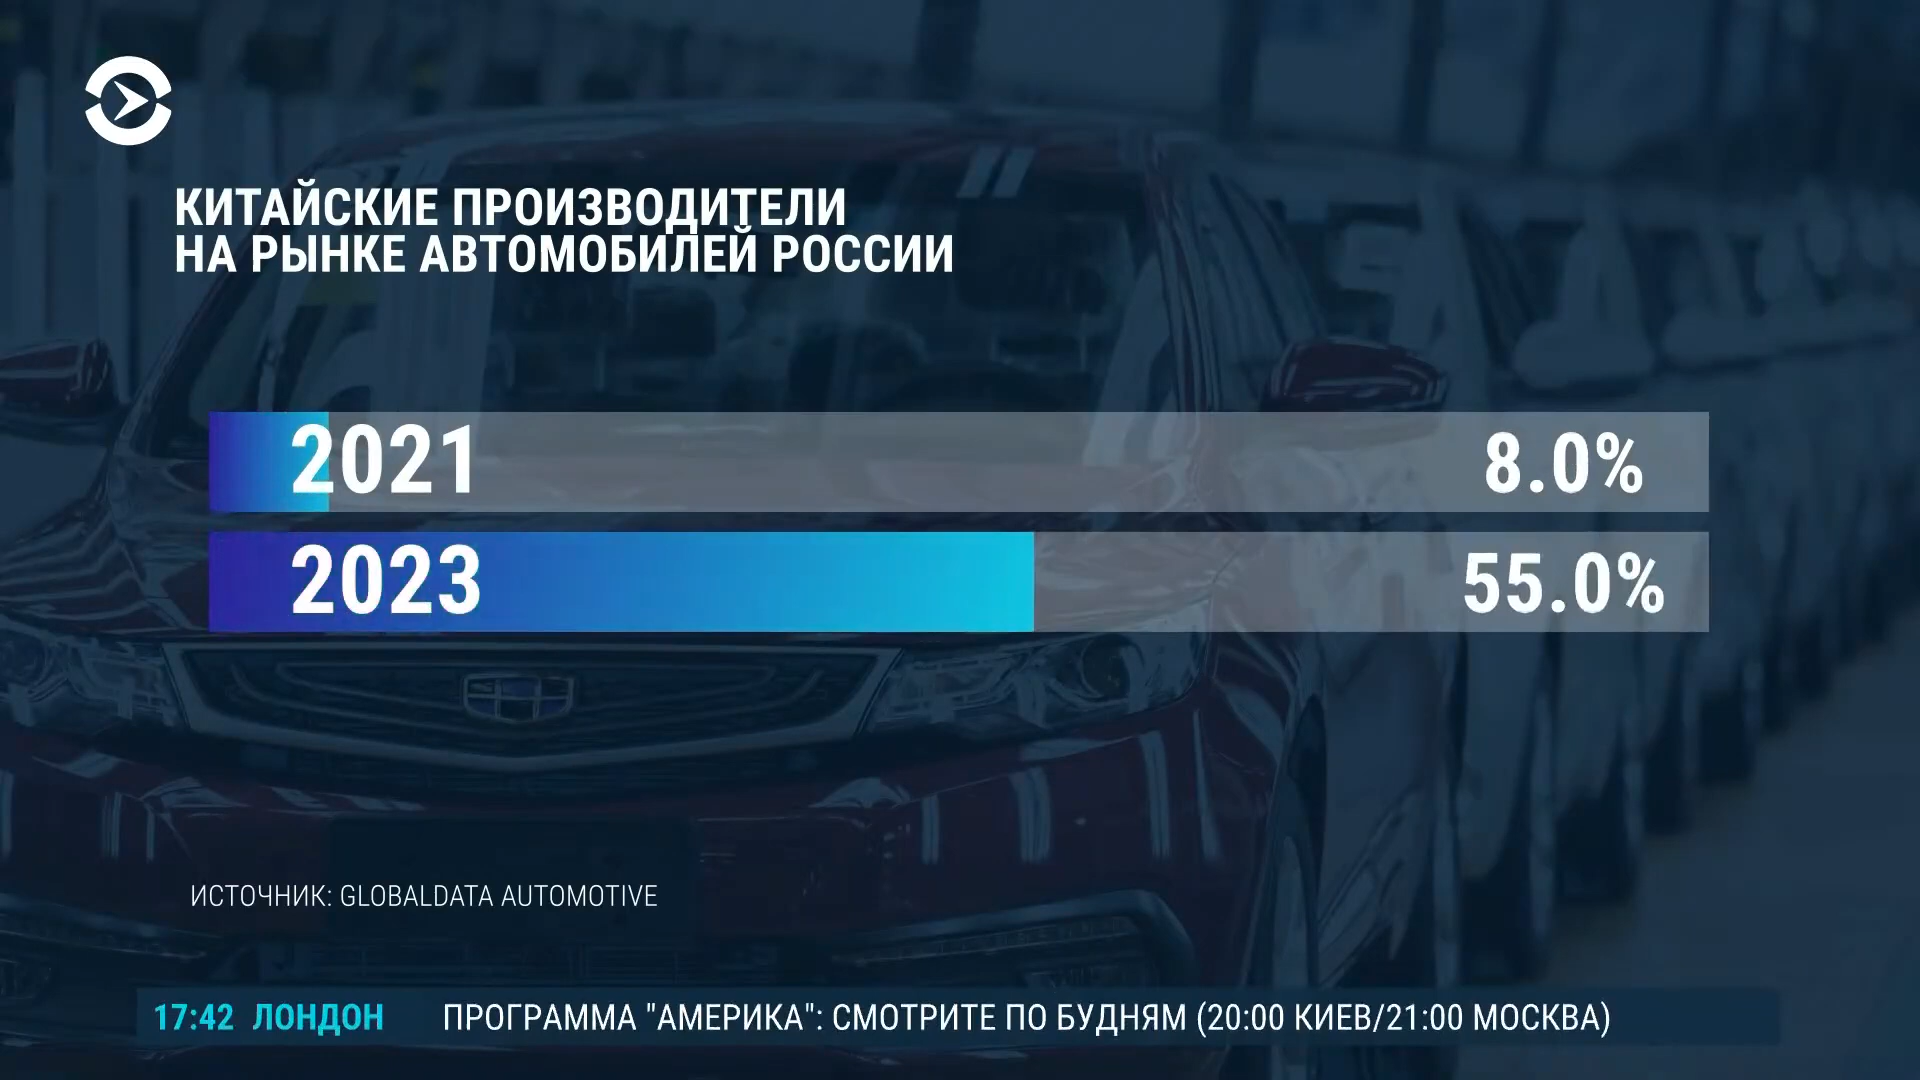 КИТАЙСКИЕ ПРОИЗВОДИТЕЛИ
НА РЫНКЕ АВТОМОБИЛЕЙ РОССИИ
2021 8.0%
2023 55.0%
ИСТОЧНИК: GLOBALDATA AUTOMOTIVE
17:42 ЛОНДОН ПРОГРАММА "АМЕРИКА": СМОТРИТЕ ПО БУДНЯМ (20:00 КИЕВ/21:00 МОСКВА)